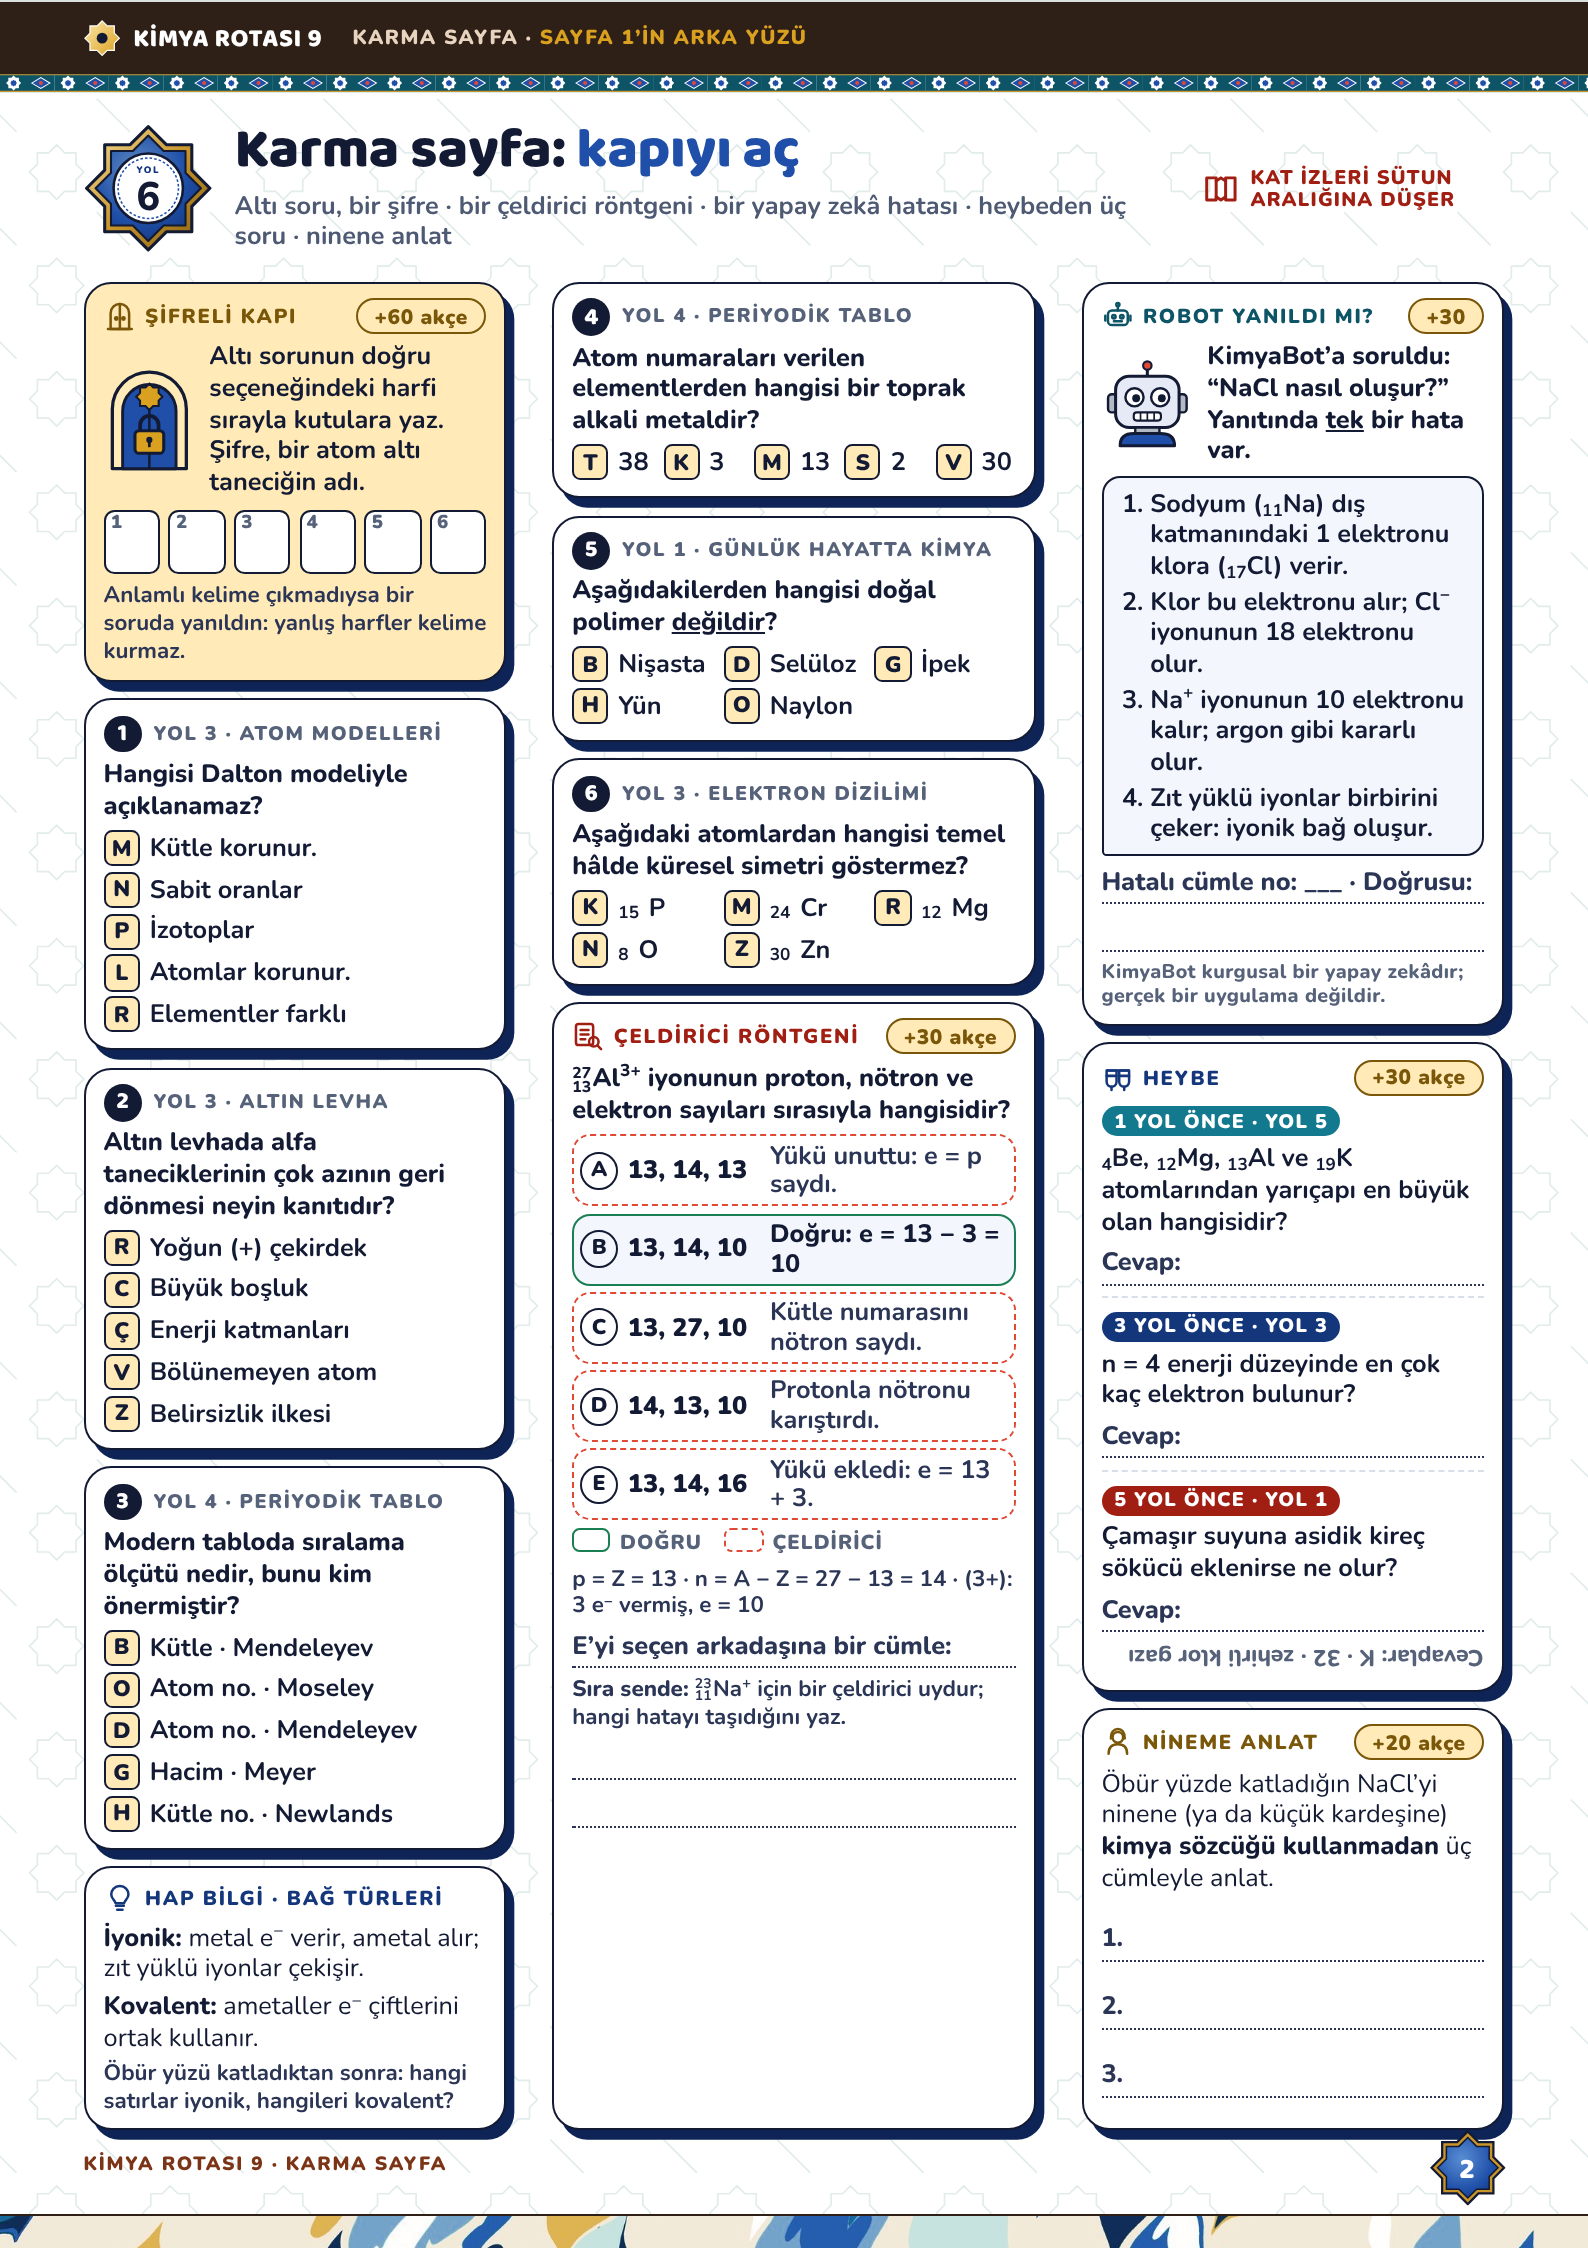 KİMYA ROTASI 9 KARMA SAYFA · SAYFA 1’İN ARKA YÜZÜ
YOL
6
Karma sayfa: kapıyı aç
Altı soru, bir şifre · bir çeldirici röntgeni · bir yapay zekâ hatası · heybeden üç
soru · ninene anlat
KAT İZLERİ SÜTUN
ARALIĞINA DÜŞER
ŞİFRELİ KAPI +60 akçe
Altı sorunun doğru
seçeneğindeki harfi
sırayla kutulara yaz.
Şifre, bir atom altı
taneciğin adı.
1 2 3 4 5 6
Anlamlı kelime çıkmadıysa bir
soruda yanıldın: yanlış harfler kelime
kurmaz.
1 YOL 3 · ATOM MODELLERİ
Hangisi Dalton modeliyle
açıklanamaz?
M Kütle korunur.
N Sabit oranlar
P İzotoplar
L Atomlar korunur.
R Elementler farklı
2 YOL 3 · ALTIN LEVHA
Altın levhada alfa
taneciklerinin çok azının geri
dönmesi neyin kanıtıdır?
R Yoğun (+) çekirdek
C Büyük boşluk
Ç Enerji katmanları
V Bölünemeyen atom
Z Belirsizlik ilkesi
3 YOL 4 · PERİYODİK TABLO
Modern tabloda sıralama
ölçütü nedir, bunu kim
önermiştir?
B Kütle · Mendeleyev
O Atom no. · Moseley
D Atom no. · Mendeleyev
G Hacim · Meyer
H Kütle no. · Newlands
HAP BİLGİ · BAĞ TÜRLERİ
İyonik: metal e⁻ verir, ametal alır;
zıt yüklü iyonlar çekişir.
Kovalent: ametaller e⁻ çiftlerini
ortak kullanır.
Öbür yüzü katladıktan sonra: hangi
satırlar iyonik, hangileri kovalent?
4 YOL 4 · PERİYODİK TABLO
Atom numaraları verilen
elementlerden hangisi bir toprak
alkali metaldir?
T 38 K 3 M 13 S 2 V 30
5 YOL 1 · GÜNLÜK HAYATTA KİMYA
Aşağıdakilerden hangisi doğal
polimer değildir?
B Nişasta D Selüloz G İpek
H Yün O Naylon
6 YOL 3 · ELEKTRON DİZİLİMİ
Aşağıdaki atomlardan hangisi temel
hâlde küresel simetri göstermez?
K ₁₅ P M ₂₄ Cr R ₁₂ Mg
N ₈ O Z ₃₀ Zn
ÇELDİRİCİ RÖNTGENİ +30 akçe
²⁷₁₃Al³⁺ iyonunun proton, nötron ve
elektron sayıları sırasıyla hangisidir?
A 13, 14, 13 Yükü unuttu: e = p
saydı.
B 13, 14, 10 Doğru: e = 13 − 3 =
10
C 13, 27, 10 Kütle numarasını
nötron saydı.
D 14, 13, 10 Protonla nötronu
karıştırdı.
E 13, 14, 16 Yükü ekledi: e = 13
+ 3.
DOĞRU ÇELDİRİCİ
p = Z = 13 · n = A − Z = 27 − 13 = 14 · (3+):
3 e⁻ vermiş, e = 10
E’yi seçen arkadaşına bir cümle:
Sıra sende: ²³₁₁Na⁺ için bir çeldirici uydur;
hangi hatayı taşıdığını yaz.
ROBOT YANILDI MI? +30
KimyaBot’a soruldu:
“NaCl nasıl oluşur?”
Yanıtında tek bir hata
var.
1. Sodyum (₁₁Na) dış
katmanındaki 1 elektronu
klora (₁₇Cl) verir.
2. Klor bu elektronu alır; Cl⁻
iyonunun 18 elektronu
olur.
3. Na⁺ iyonunun 10 elektronu
kalır; argon gibi kararlı
olur.
4. Zıt yüklü iyonlar birbirini
çeker: iyonik bağ oluşur.
Hatalı cümle no: ___ · Doğrusu:
KimyaBot kurgusal bir yapay zekâdır;
gerçek bir uygulama değildir.
HEYBE +30 akçe
1 YOL ÖNCE · YOL 5
₄Be, ₁₂Mg, ₁₃Al ve ₁₉K
atomlarından yarıçapı en büyük
olan hangisidir?
Cevap:
3 YOL ÖNCE · YOL 3
n = 4 enerji düzeyinde en çok
kaç elektron bulunur?
Cevap:
5 YOL ÖNCE · YOL 1
Çamaşır suyuna asidik kireç
sökücü eklenirse ne olur?
Cevap:
Cevaplar: K · 32 · zehirli klor gazı
NİNEME ANLAT +20 akçe
Öbür yüzde katladığın NaCl’yi
ninene (ya da küçük kardeşine)
kimya sözcüğü kullanmadan üç
cümleyle anlat.
1.
2.
3.
KİMYA ROTASI 9 · KARMA SAYFA
2